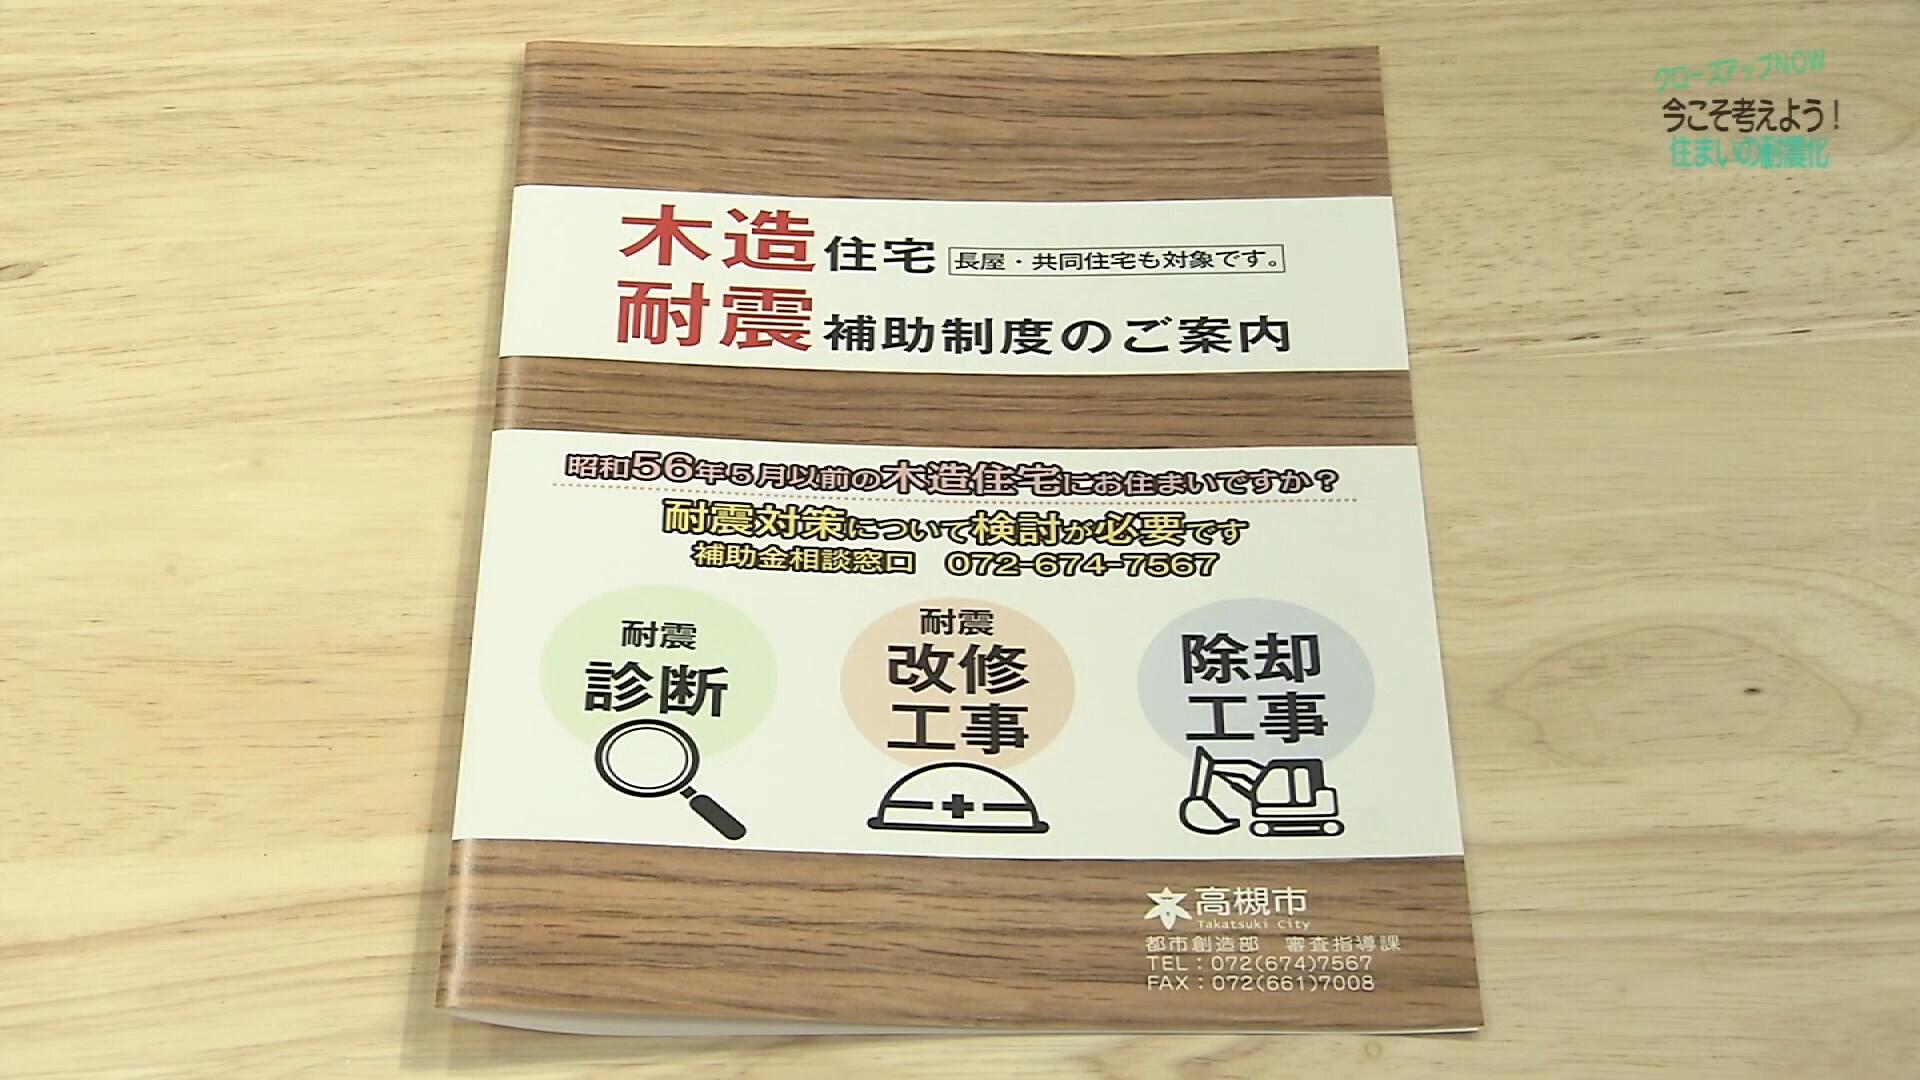 クローズアップNOW
今こそ考えよう!
住まいの耐震化
木造住宅 長屋・共同住宅も対象です。
耐震補助制度のご案内
昭和56年5月以前の木造住宅にお住まいですか?
耐震対策について検討が必要です
補助金相談窓口 072-674-7567
耐震
診断
耐震
改修
工事
除却
工事
高槻市
Takatsuki City
都市創造部 審査指導課
TEL:072(674)7567
FAX:072(661)7008